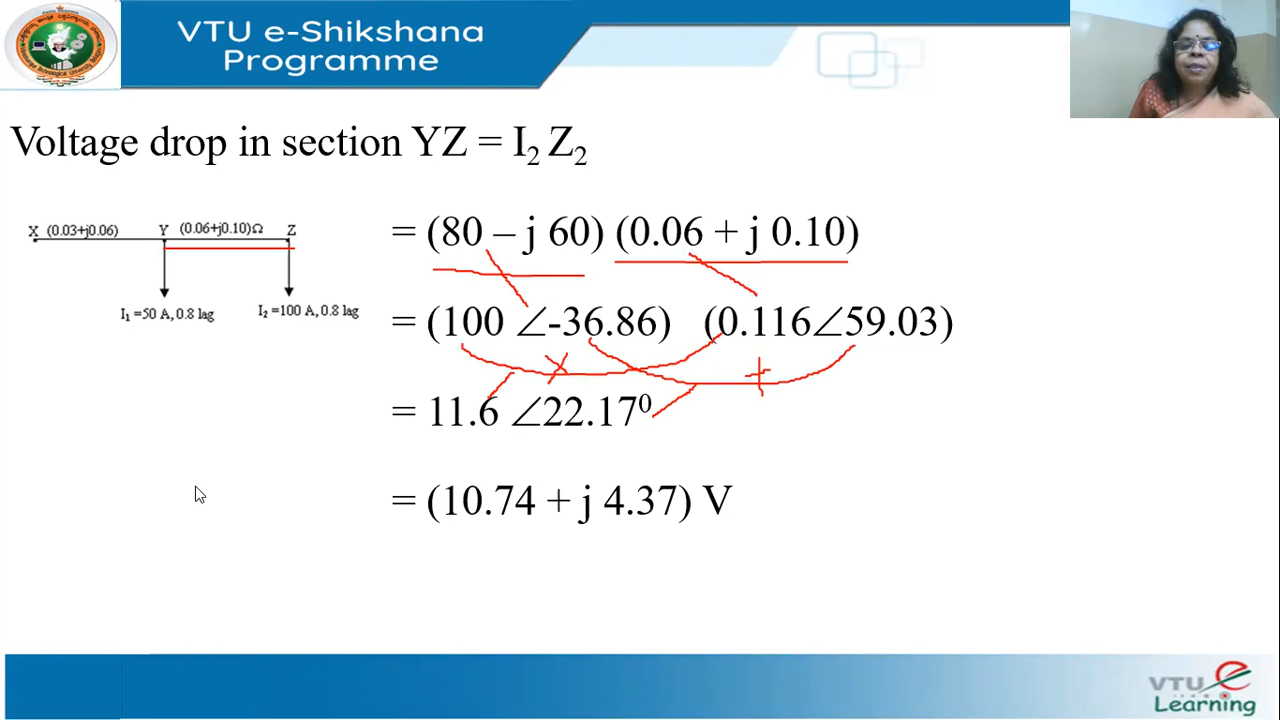 VTU e-Shikshana
Programme
Voltage drop in section YZ = I₂ Z₂
X (0.03+j0.06) Y (0.06+j0.10)Ω Z
I₁ =50 A, 0.8 lag I₂ =100 A, 0.8 lag
= (80 – j 60) (0.06 + j 0.10)
= (100 ∠-36.86) (0.116∠59.03)
= 11.6 ∠22.17⁰
= (10.74 + j 4.37) V
VTU e
Learning